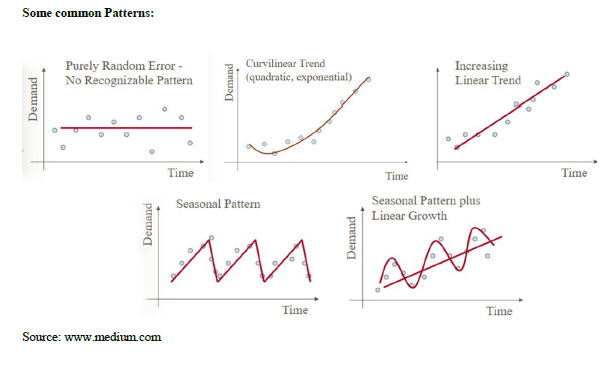 Some common Patterns:
Purely Random Error -
No Recognizable Pattern
Demand
Time
Curvilinear Trend
(quadratic, exponential)
Demand
Time
Increasing
Linear Trend
Demand
Time
Seasonal Pattern
Demand
Time
Seasonal Pattern plus
Linear Growth
Demand
Time
Source: www.medium.com